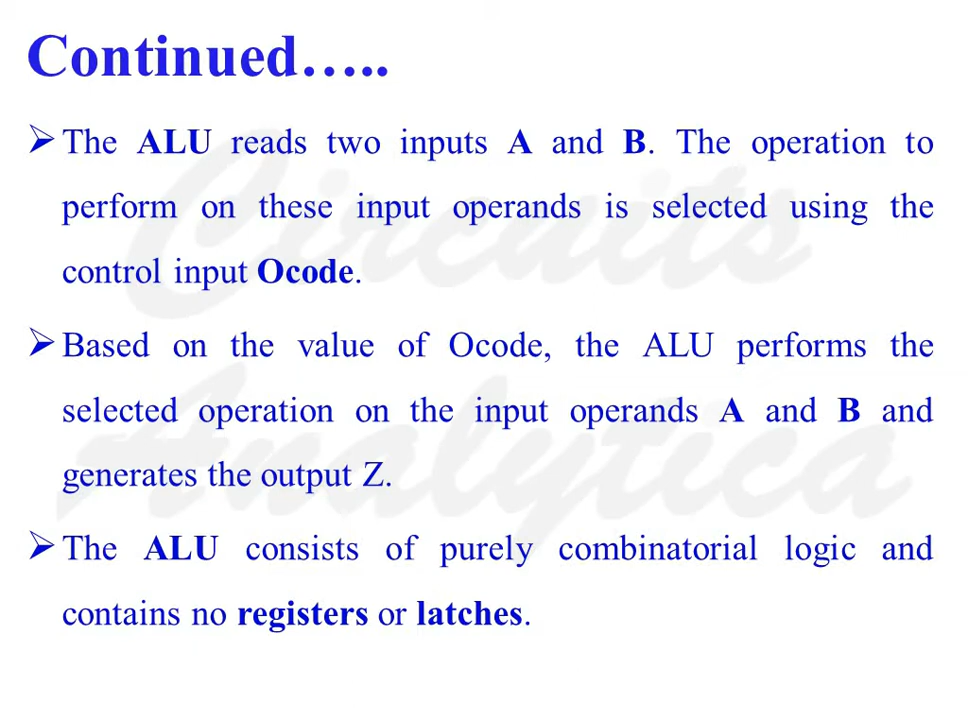 Continued…..
➢ The ALU reads two inputs A and B. The operation to
perform on these input operands is selected using the
control input Ocode.
➢ Based on the value of Ocode, the ALU performs the
selected operation on the input operands A and B and
generates the output Z.
➢ The ALU consists of purely combinatorial logic and
contains no registers or latches.
Circuits
Analytica